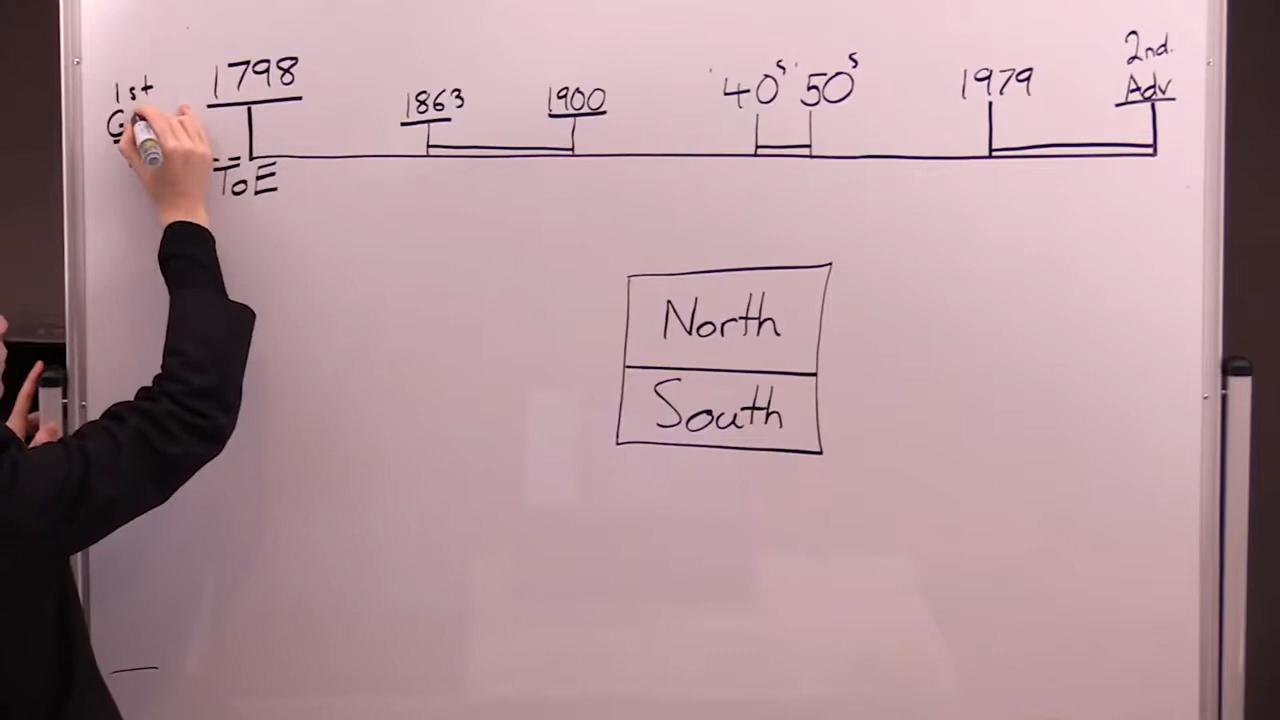 1st
G
1798
ToE
1863
1900
'40s '50s
1979
2nd.
Adv
North
South